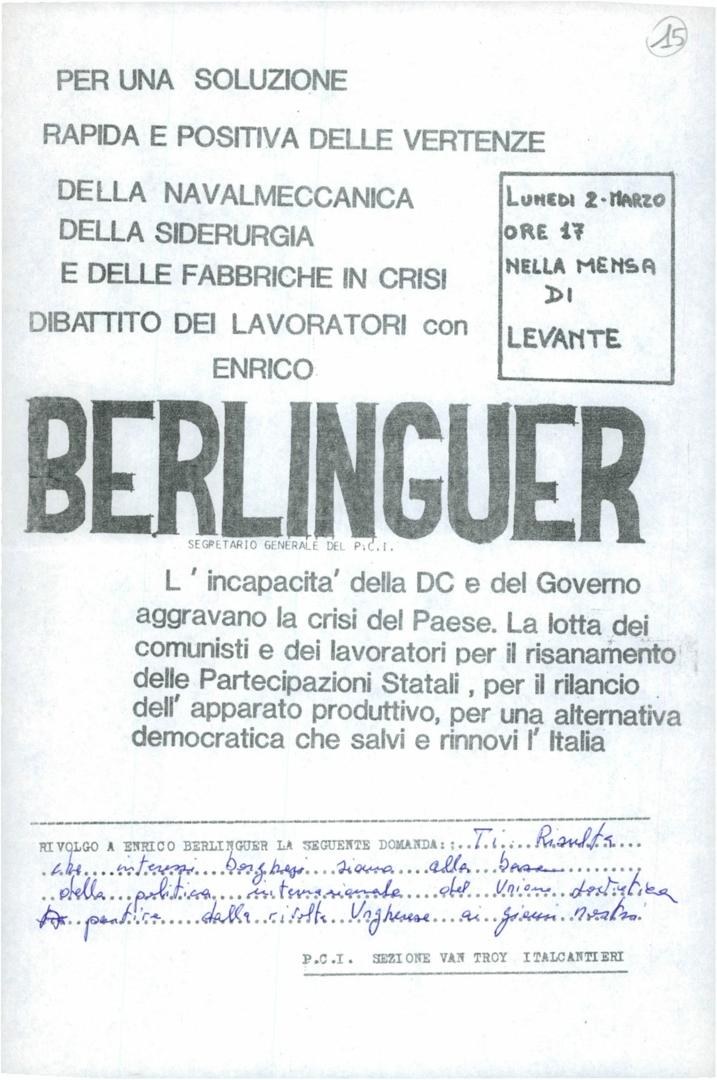 15
PER UNA SOLUZIONE
RAPIDA E POSITIVA DELLE VERTENZE
DELLA NAVALMECCANICA
DELLA SIDERURGIA
E DELLE FABBRICHE IN CRISI
DIBATTITO DEI LAVORATORI con
ENRICO
LUNEDI 2-MARZO
ORE 17
NELLA MENSA
DI
LEVANTE
BERLINGUER
SEGRETARIO GENERALE DEL P.C.I.
L' incapacita' della DC e del Governo
aggravano la crisi del Paese. La lotta dei
comunisti e dei lavoratori per il risanamento
delle Partecipazioni Statali , per il rilancio
dell' apparato produttivo, per una alternativa
democratica che salvi e rinnovi l' Italia
RIVOLGO A ENRICO BERLINGUER LA SEGUENTE DOMANDA: Ti Risulta
che interessi borghesi siano alla base
della politica internazionale del Unione Sovietica
a partire dalla rivolta Ungherese ai giorni nostri.
P.C.I. SEZIONE VAN TROY ITALCANTIERI